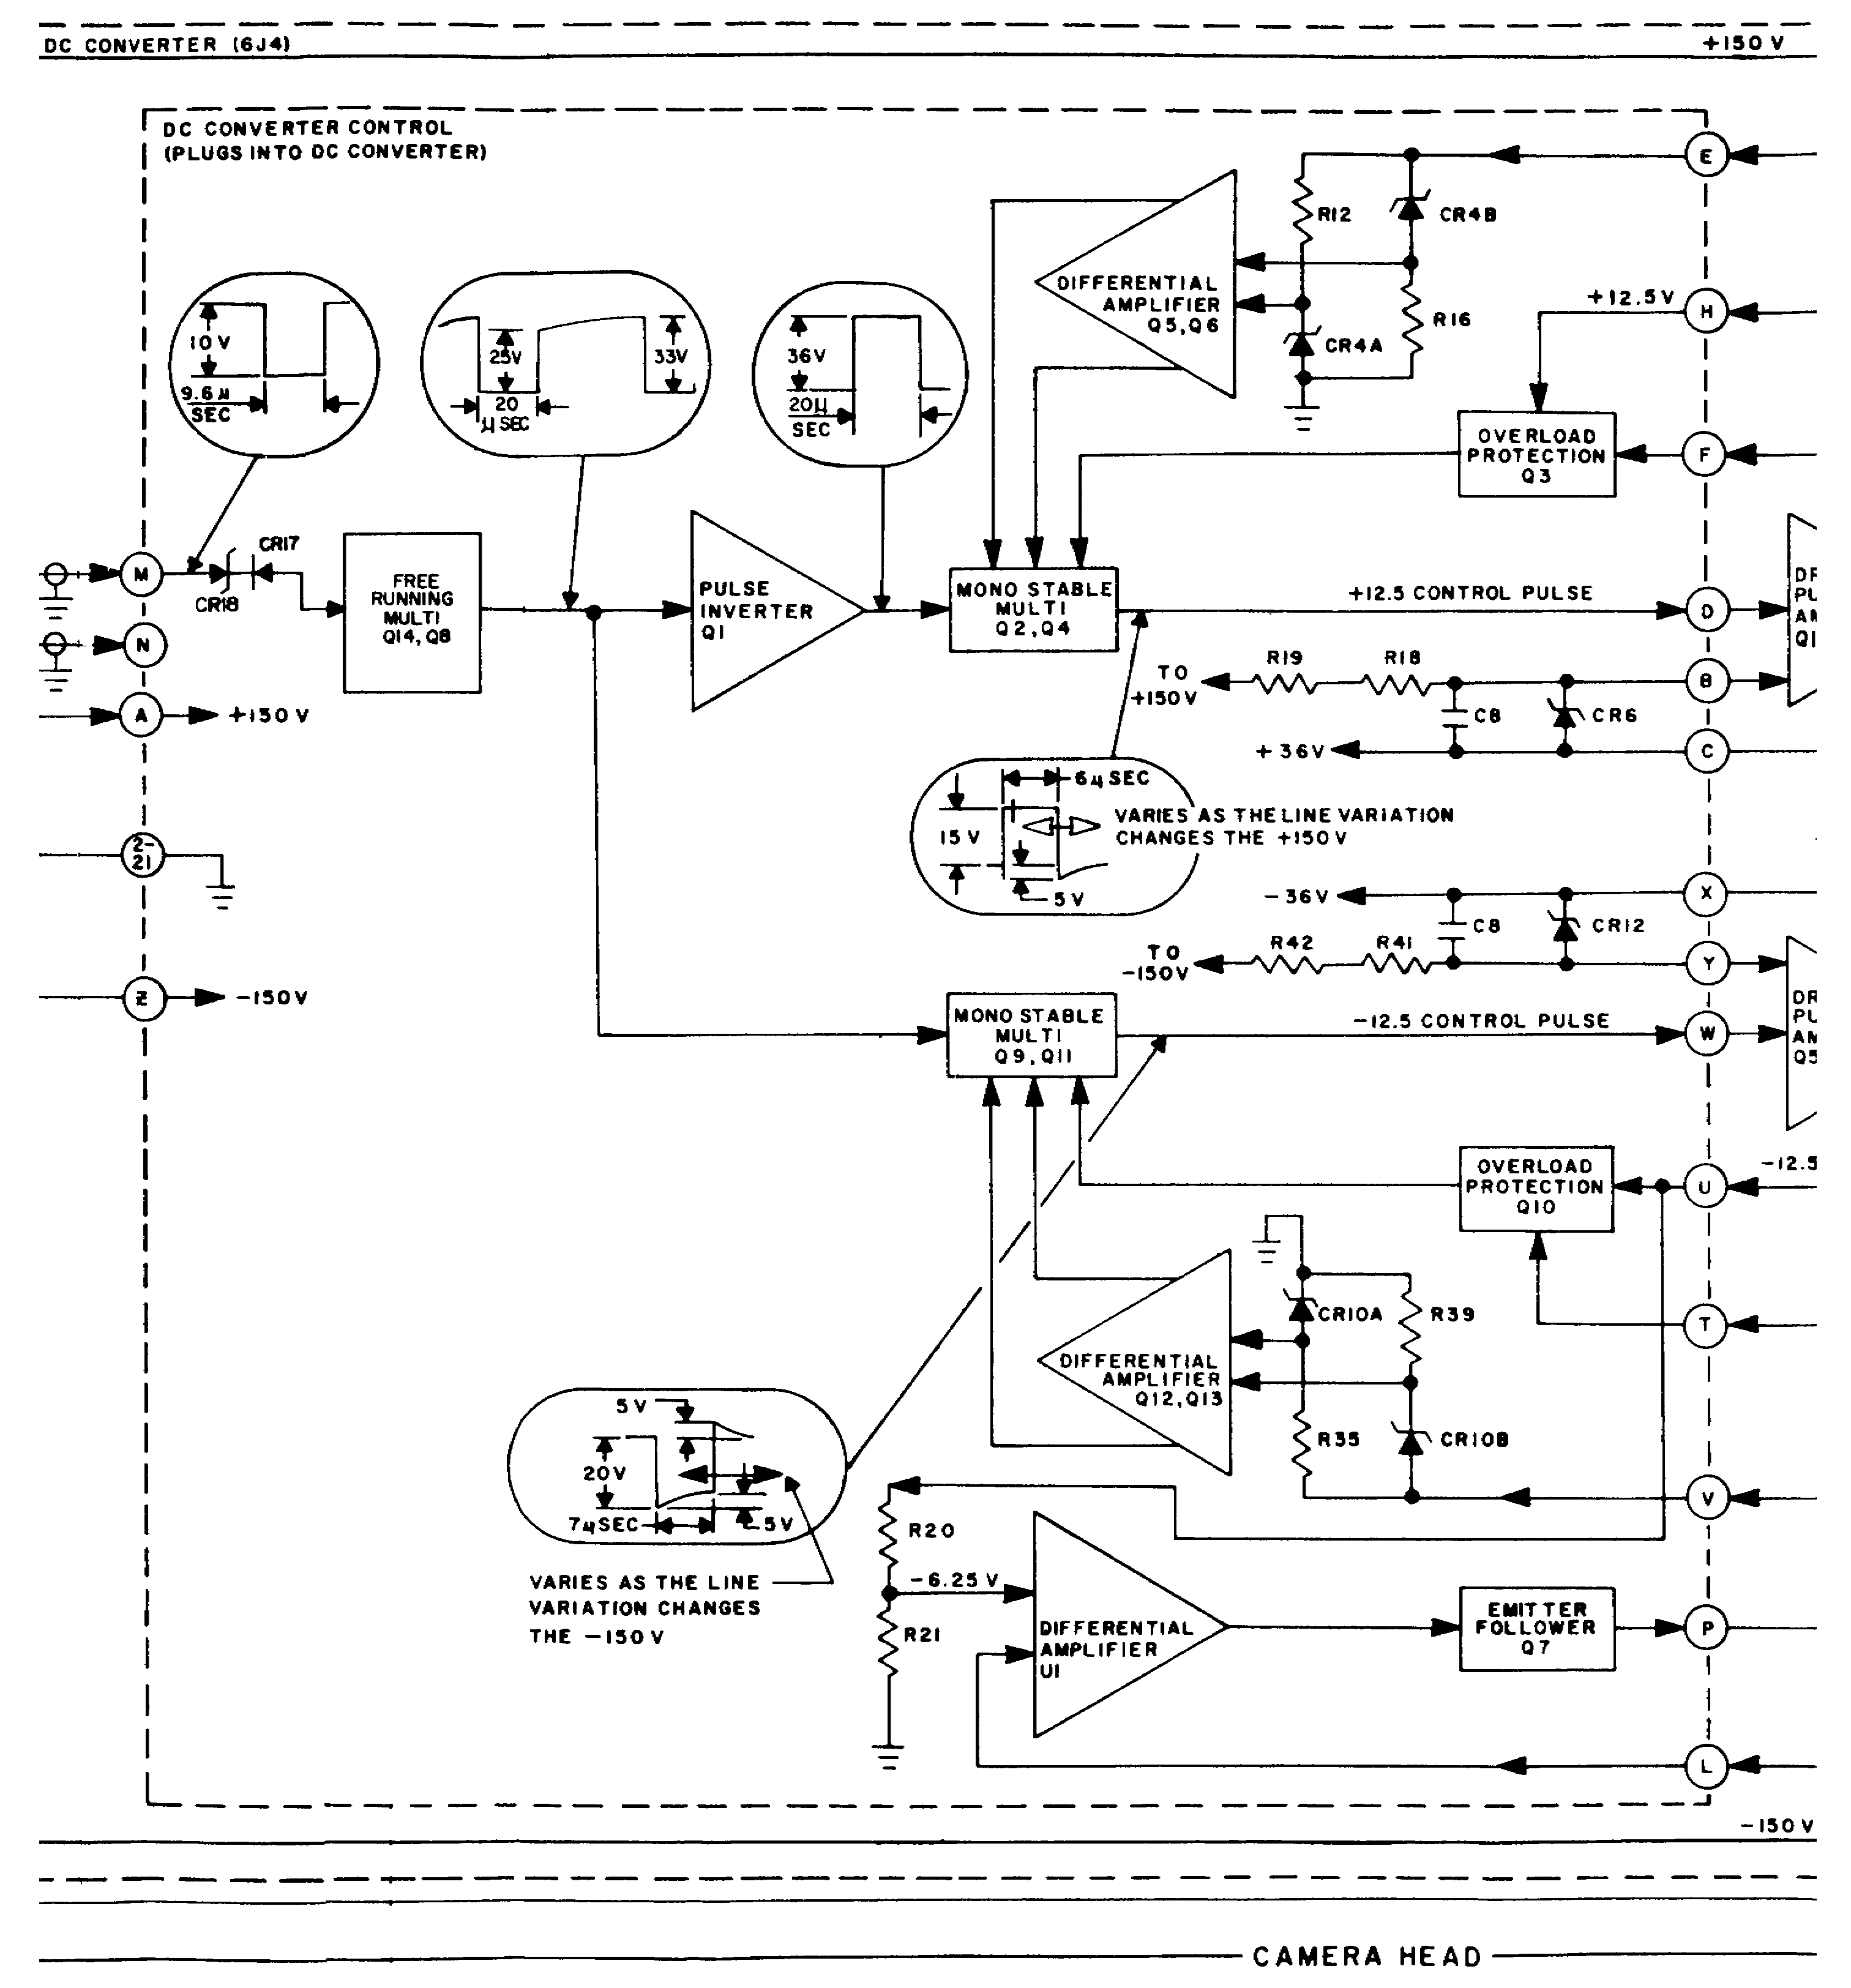 DC CONVERTER (6J4)
+150 V
DC CONVERTER CONTROL
(PLUGS INTO DC CONVERTER)
E
R12
CR4B
DIFFERENTIAL
AMPLIFIER
Q5,Q6
CR4A
R16
+12.5V
H
10V
9.6 μ
SEC
25V
33V
20
μ SEC
36V
20μ
SEC
OVERLOAD
PROTECTION
Q3
F
M
CR17
CR18
FREE
RUNNING
MULTI
Q14, Q8
PULSE
INVERTER
Q1
MONO STABLE
MULTI
Q2,Q4
+12.5 CONTROL PULSE
D
N
A
+150 V
TO
+150V
R19
R18
B
C8
CR6
+36V
C
6μ SEC
15 V
5 V
VARIES AS THE LINE VARIATION
CHANGES THE +150 V
2-
21
-36V
X
C8
CR12
TO
-150V
R42
R41
Y
Z
-150V
MONO STABLE
MULTI
Q9,Q11
-12.5 CONTROL PULSE
W
OVERLOAD
PROTECTION
Q10
U
-12.5
CR10A
R39
T
DIFFERENTIAL
AMPLIFIER
Q12,Q13
R35
CR10B
V
5 V
20V
7μSEC
5V
VARIES AS THE LINE
VARIATION CHANGES
THE -150 V
R20
-6.25 V
R21
DIFFERENTIAL
AMPLIFIER
U1
EMITTER
FOLLOWER
Q7
P
L
-150 V
CAMERA HEAD